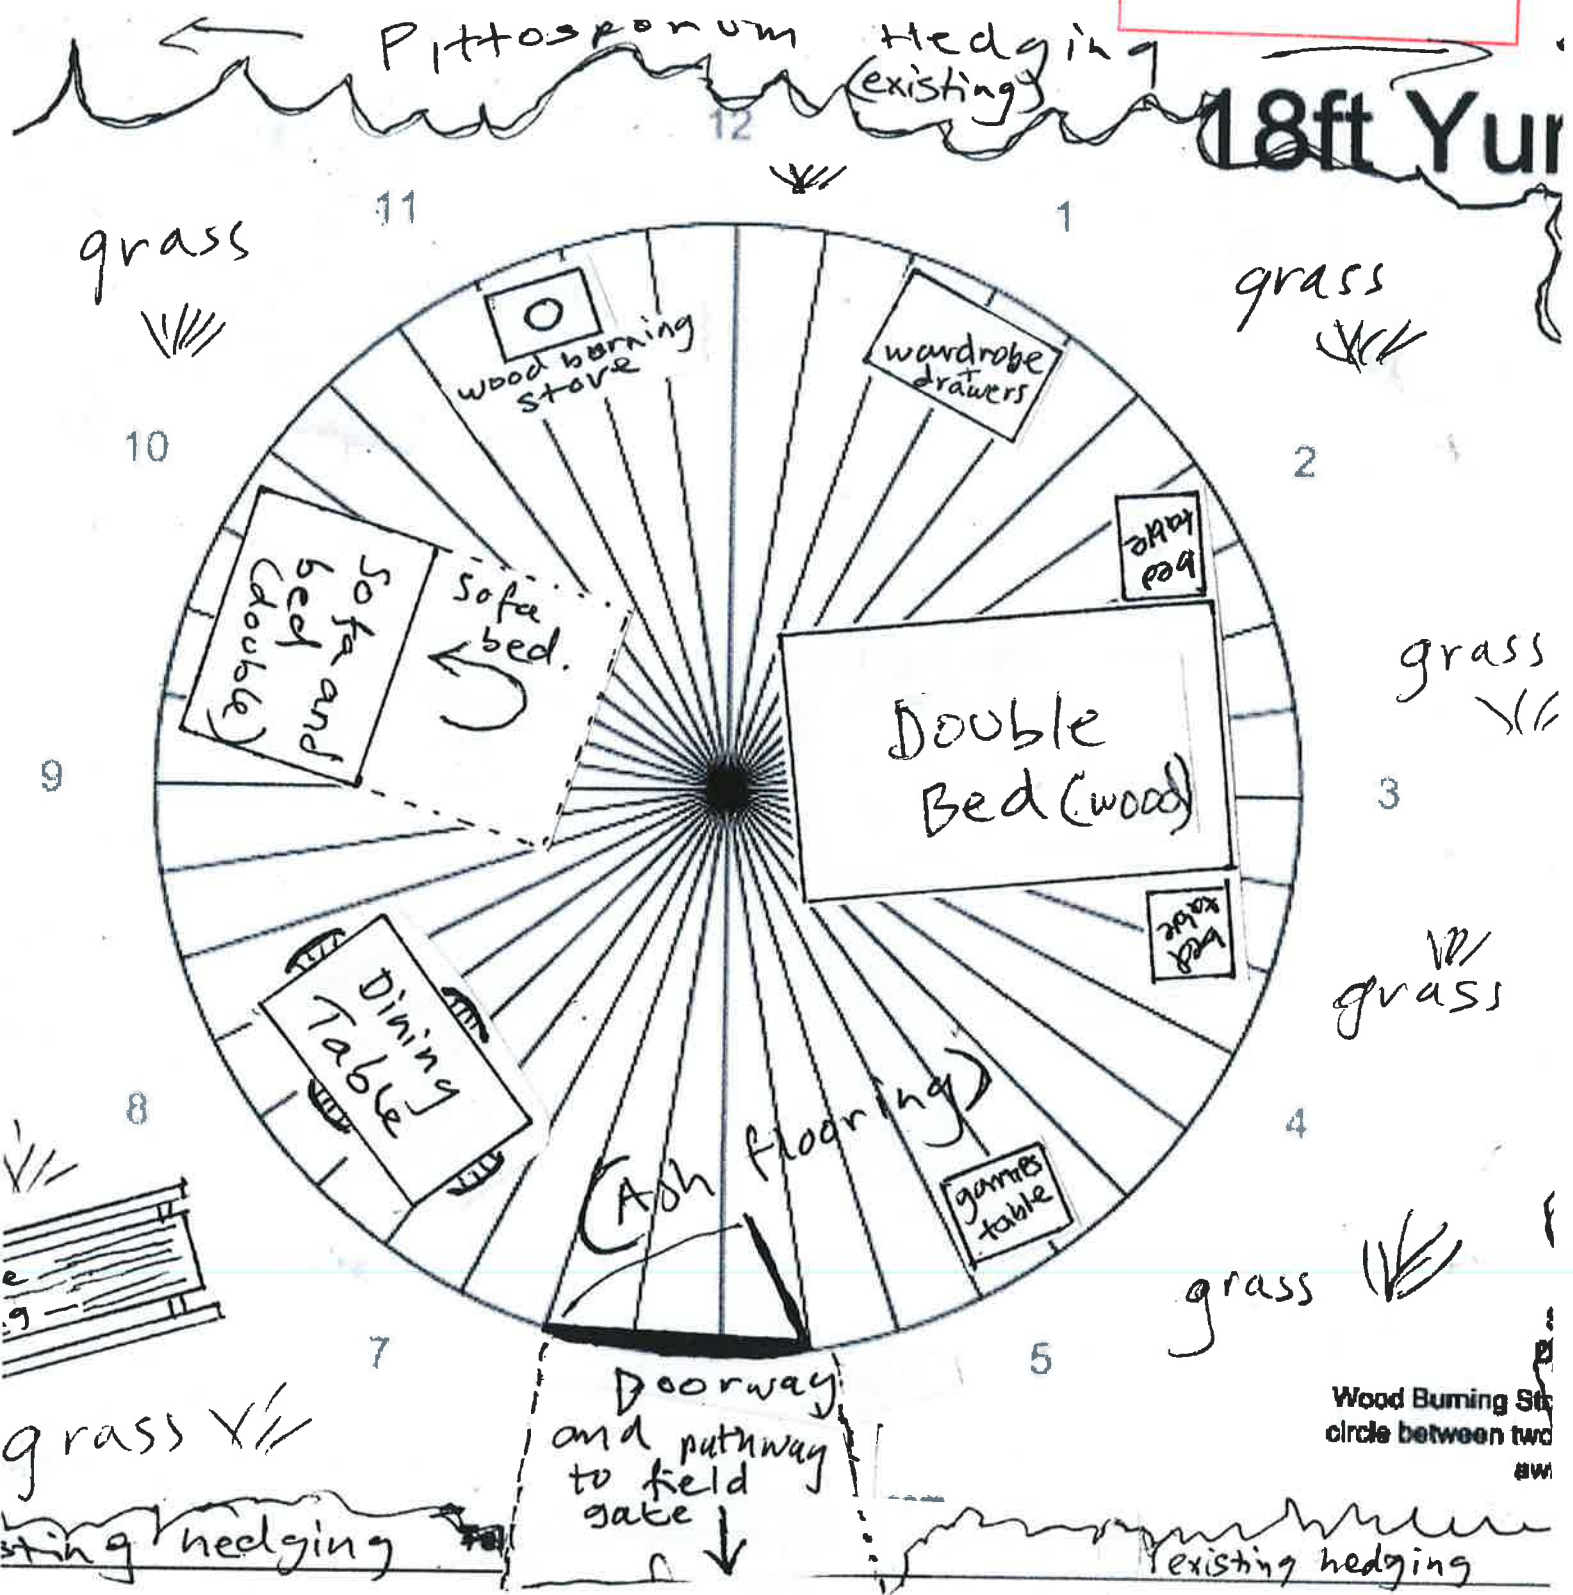 Pittosporum Hedging
(existing)
18ft Yur
12
11
1
grass
grass
wood burning
stove
wardrobe
+
drawers
10
2
bed
table
sofa
bed.
Sofa and
bed
(double)
grass
Double
Bed (wood)
9
3
bed
table
grass
Dining
Table
8
4
(Ash flooring)
games
table
grass
7
5
Doorway
and pathway
to field
gate
grass
Wood Burning St
circle between two
aw
sting hedging
existing hedging